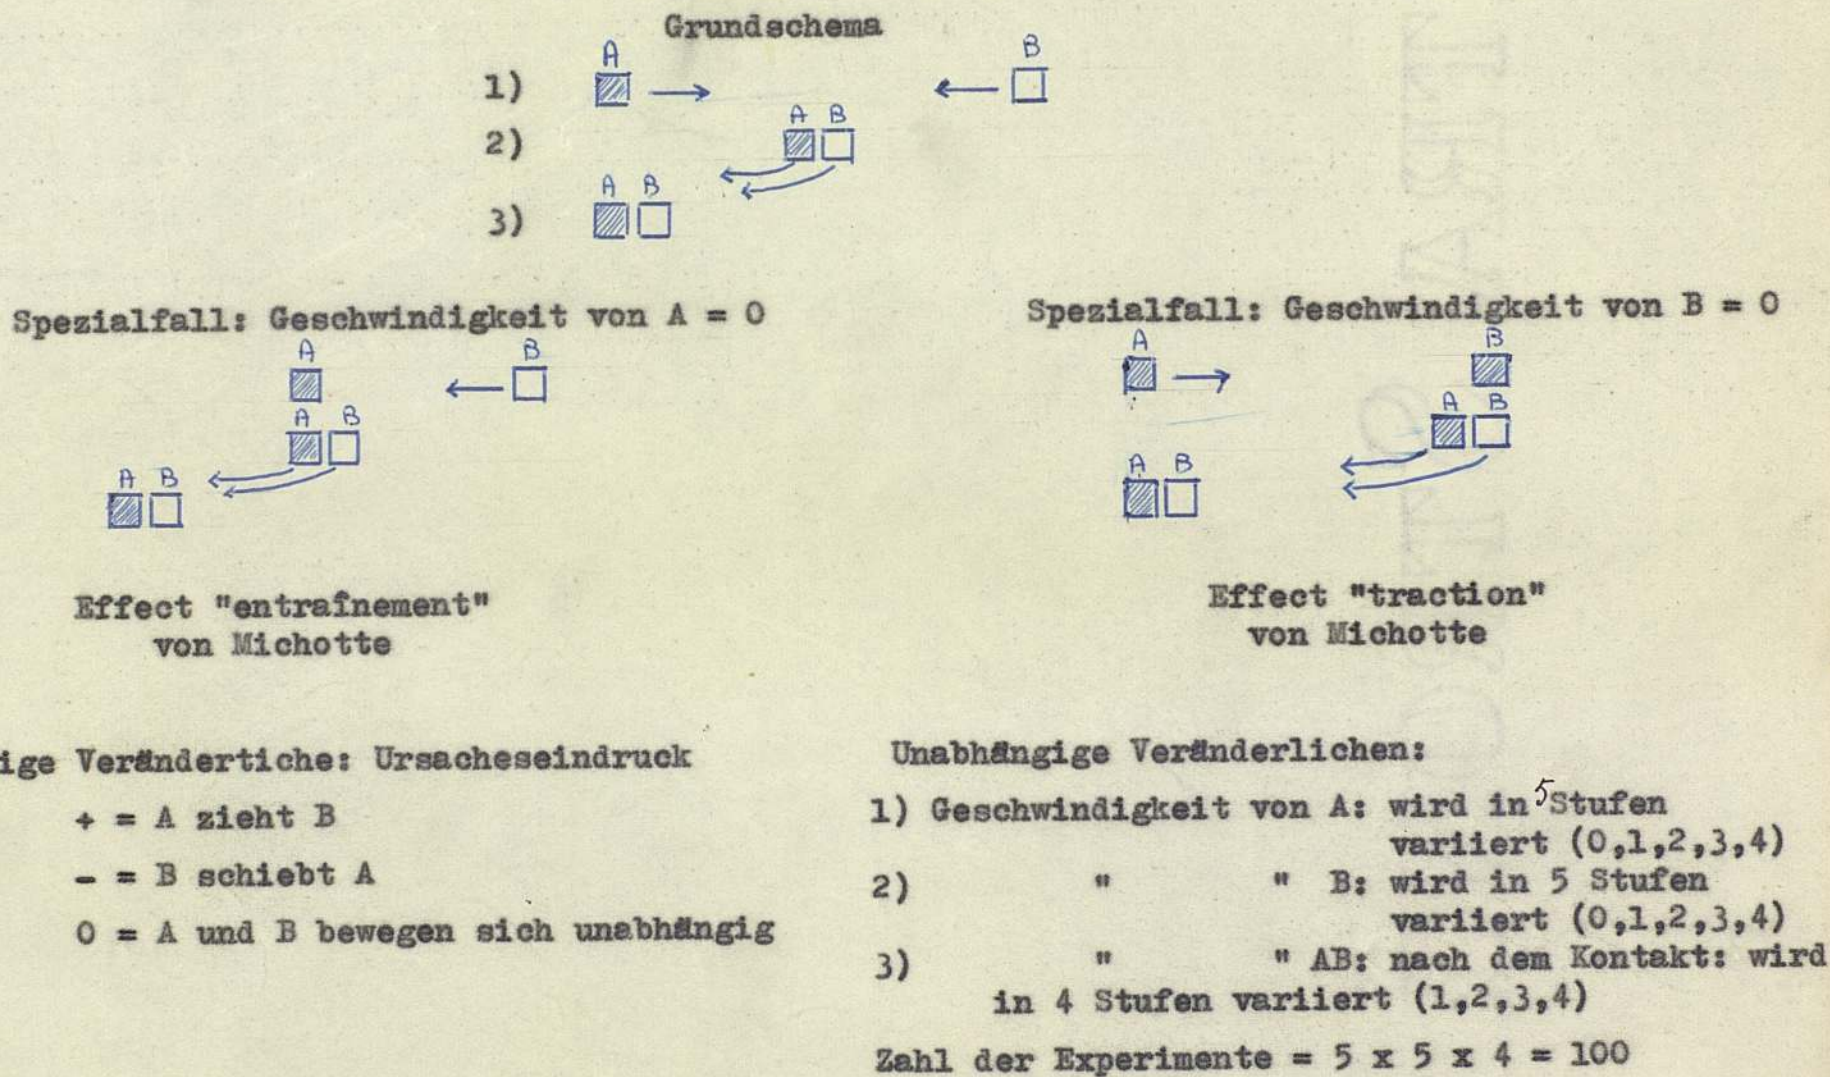 Grundschema
A B
1)
A B
2)
A B
3)
Spezialfall: Geschwindigkeit von A = 0
A B
A B
A B
Effect "entraînement"
von Michotte
Spezialfall: Geschwindigkeit von B = 0
A B
A B
A B
Effect "traction"
von Michotte
ige Verändertiche: Ursacheseindruck
+ = A zieht B
- = B schiebt A
0 = A und B bewegen sich unabhängig
Unabhängige Veränderlichen:
1) Geschwindigkeit von A: wird in 5 Stufen
variiert (0,1,2,3,4)
2) " " B: wird in 5 Stufen
variiert (0,1,2,3,4)
3) " " AB: nach dem Kontakt: wird
in 4 Stufen variiert (1,2,3,4)
Zahl der Experimente = 5 x 5 x 4 = 100